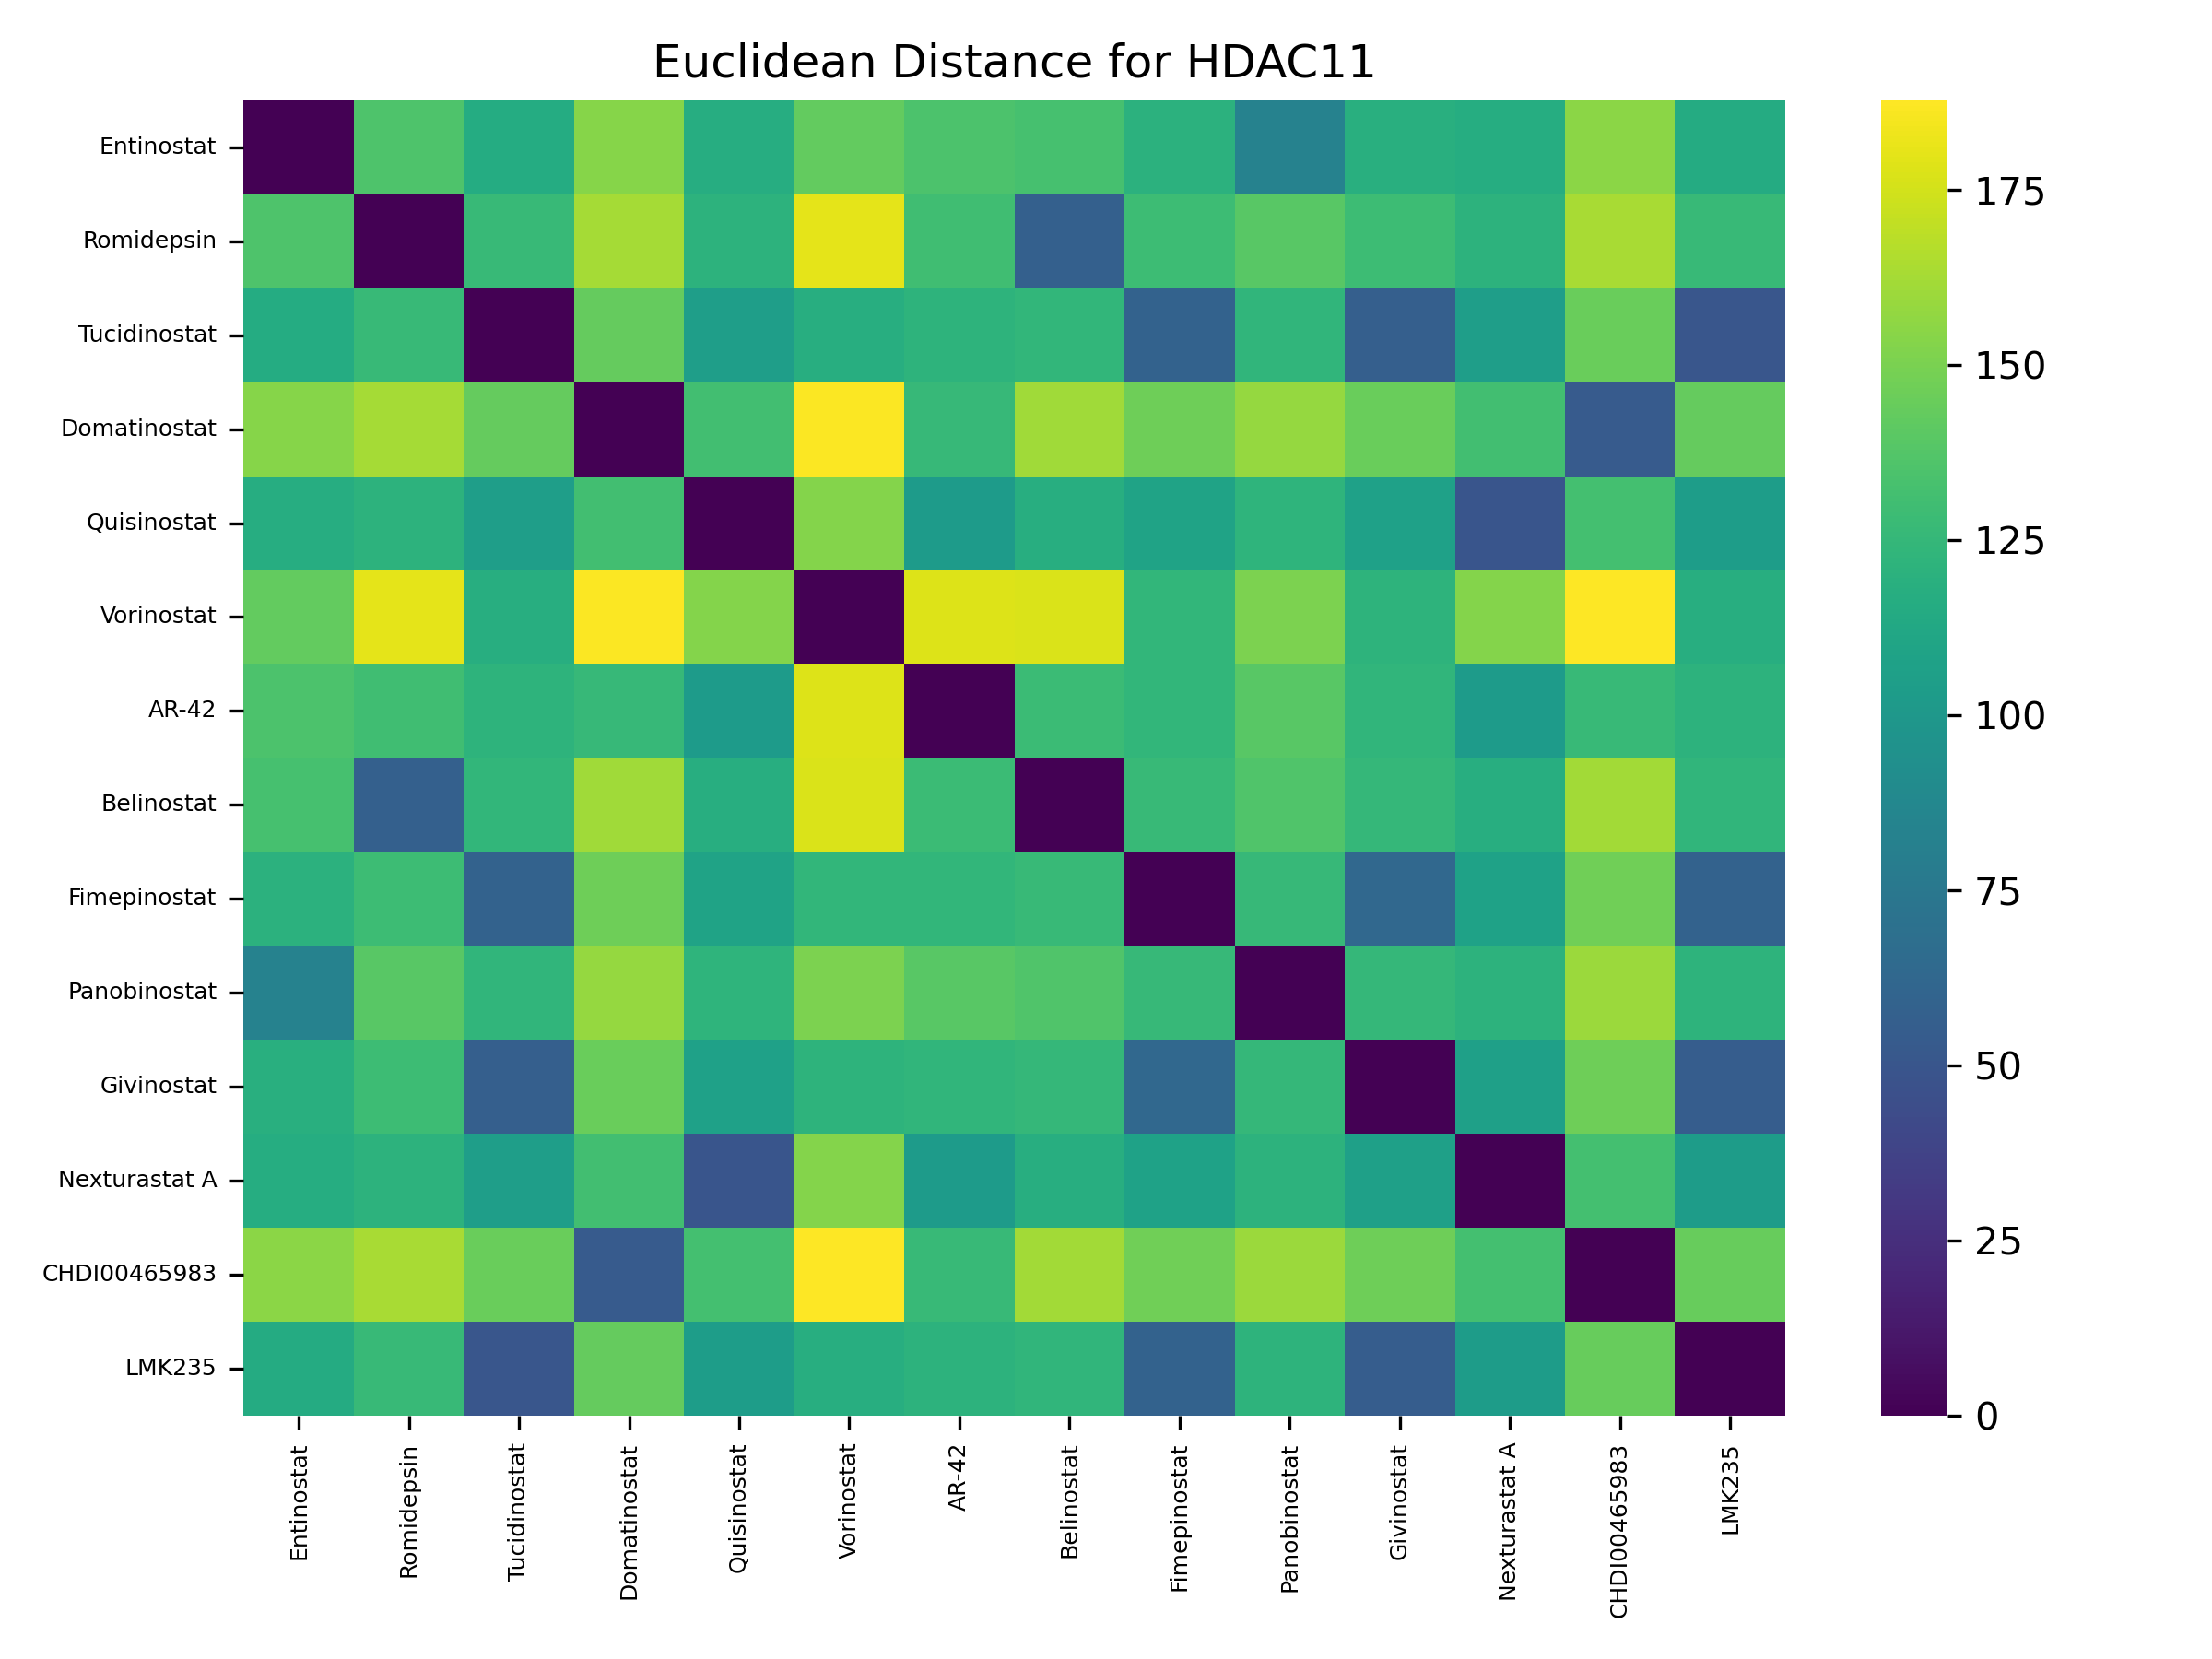 Euclidean Distance for HDAC11
Entinostat
Romidepsin
Tucidinostat
Domatinostat
Quisinostat
Vorinostat
AR-42
Belinostat
Fimepinostat
Panobinostat
Givinostat
Nexturastat A
CHDI00465983
LMK235
Entinostat
Romidepsin
Tucidinostat
Domatinostat
Quisinostat
Vorinostat
AR-42
Belinostat
Fimepinostat
Panobinostat
Givinostat
Nexturastat A
CHDI00465983
LMK235
175
150
125
100
75
50
25
0